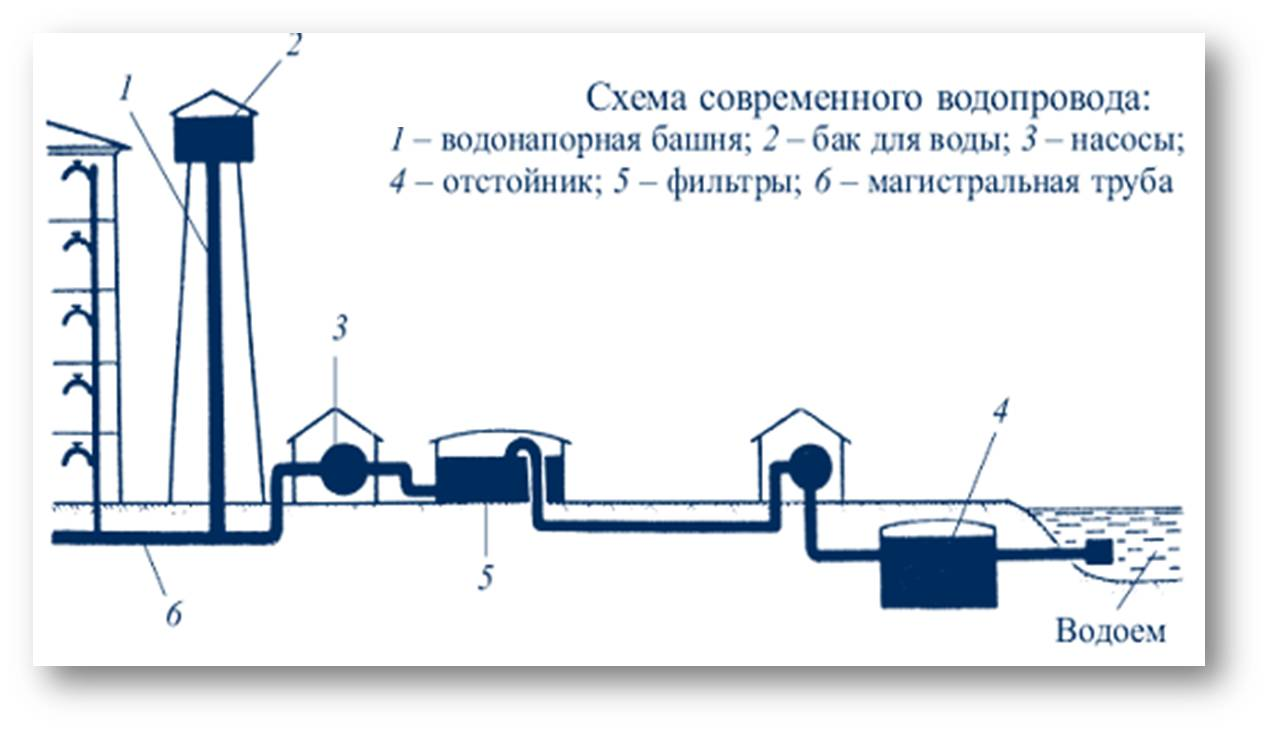 2
1
Схема современного водопровода:
1 – водонапорная башня; 2 – бак для воды; 3 – насосы;
4 – отстойник; 5 – фильтры; 6 – магистральная труба
3
4
5
6
Водоем